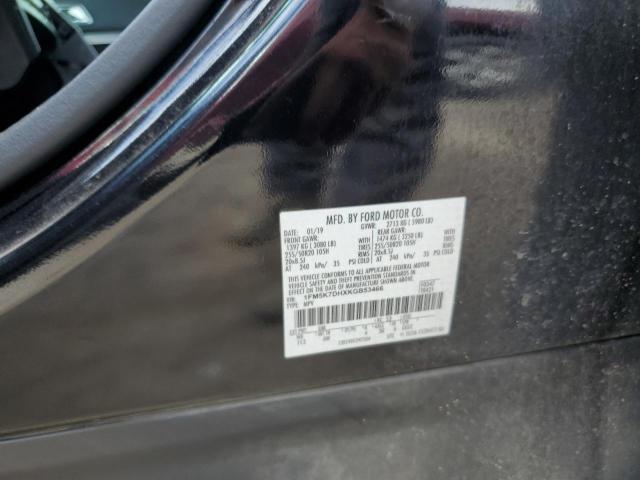 MFD. BY FORD MOTOR CO.
DATE: 01/19 GVWR: 2713 KG ( 5980 LB)
FRONT GAWR: REAR GAWR:
1397 KG ( 3080 LB) 1474 KG ( 3250 LB)
255/50R20 105H TIRES 255/50R20 105H TIRES
20x8.5J RIMS 20x8.5J RIMS
AT 240 kPa/ 35 PSI COLD AT 240 kPa/ 35 PSI COLD
THIS VEHICLE CONFORMS TO ALL APPLICABLE FEDERAL MOTOR
VEHICLE SAFETY AND THEFT PREVENTION STANDARDS IN EFFECT
ON THE DATE OF MANUFACTURE SHOWN ABOVE.
VIN: 1FM5K7DHXKGB53466
TYPE: MPV